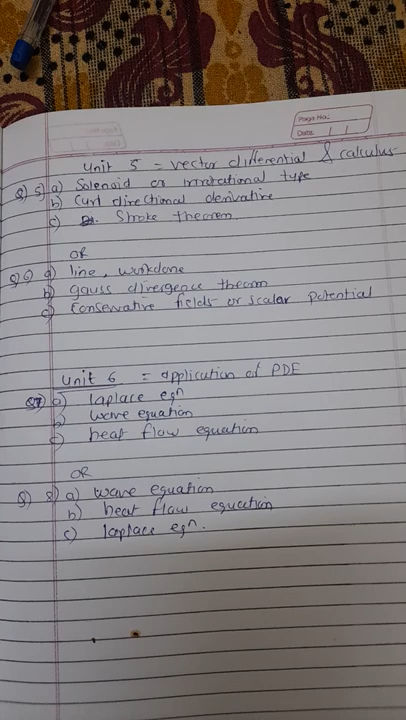 Page No.:
Date: / /
Unit 5 = vector differential & calculus
Q) 5) a) Solenoid or irrotational type
b) Curl directional derivative
c) Stroke theorem
OR
Q 6) a) line, workdone
b) gauss divergence theorm
c) Conservative fields or scalar potential
Unit 6 = application of PDE
Q7) a) laplace eqn
b) wave equation
c) heat flow equation
OR
Q) 8) a) wave equation
b) heat flow equation
c) laplace eqn.